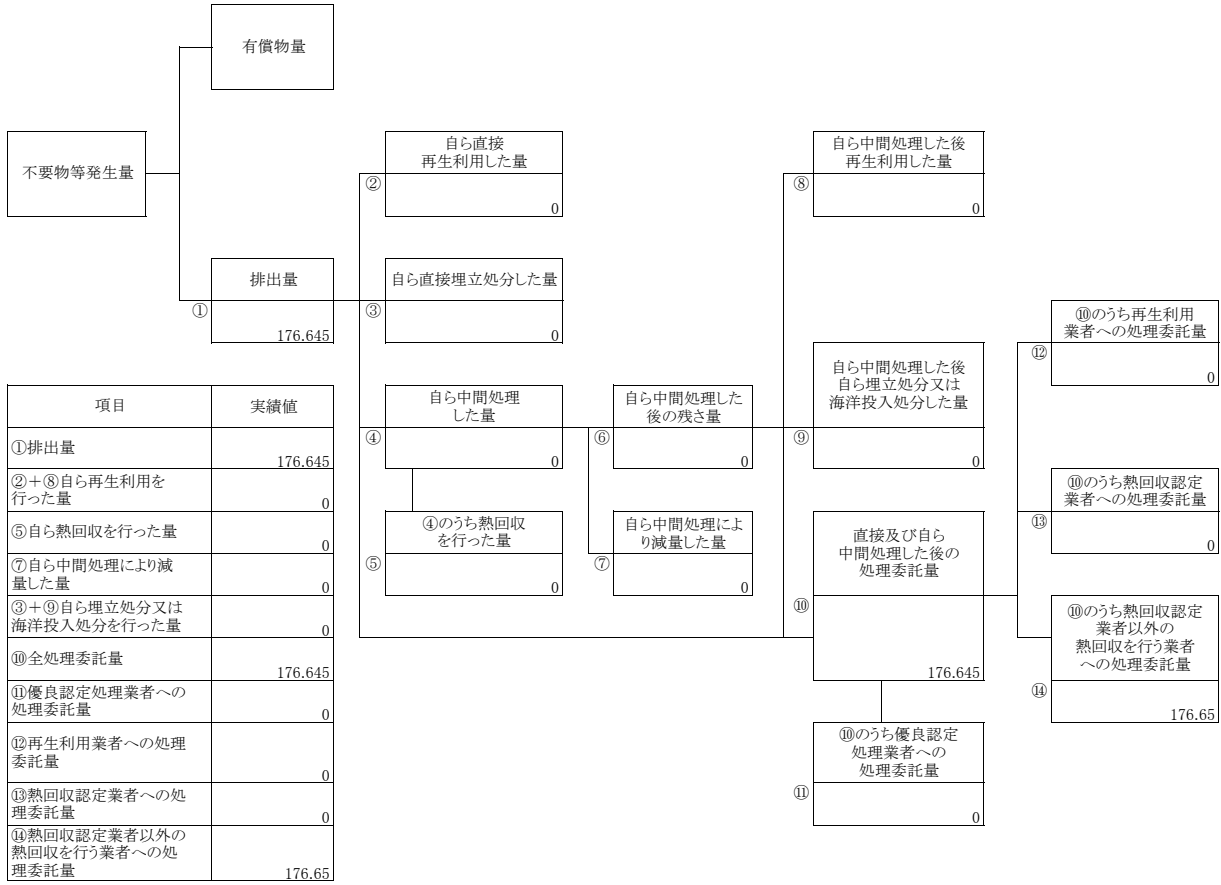 有償物量
不要物等発生量
自ら直接
再生利用した量
②
0
自ら中間処理した後
再生利用した量
⑧
0
排出量
①
176.645
自ら直接埋立処分した量
③
0
⑩のうち再生利用
業者への処理委託量
⑫
0
自ら中間処理した後
自ら埋立処分又は
海洋投入処分した量
⑨
0
自ら中間処理
した量
④
0
自ら中間処理した
後の残さ量
⑥
0
⑩のうち熱回収認定
業者への処理委託量
⑬
0
④のうち熱回収
を行った量
⑤
0
自ら中間処理によ
り減量した量
⑦
0
直接及び自ら
中間処理した後の
処理委託量
⑩
176.645
⑩のうち熱回収認定
業者以外の
熱回収を行う業者
への処理委託量
⑭
176.65
⑩のうち優良認定
処理業者への
処理委託量
⑪
0
項目 実績値
①排出量
176.645
②＋⑧自ら再生利用を
行った量
0
⑤自ら熱回収を行った量
0
⑦自ら中間処理により減
量した量
0
③＋⑨自ら埋立処分又は
海洋投入処分を行った量
0
⑩全処理委託量
176.645
⑪優良認定処理業者への
処理委託量
0
⑫再生利用業者への処理
委託量
0
⑬熱回収認定業者への処
理委託量
0
⑭熱回収認定業者以外の
熱回収を行う業者への処
理委託量
176.65